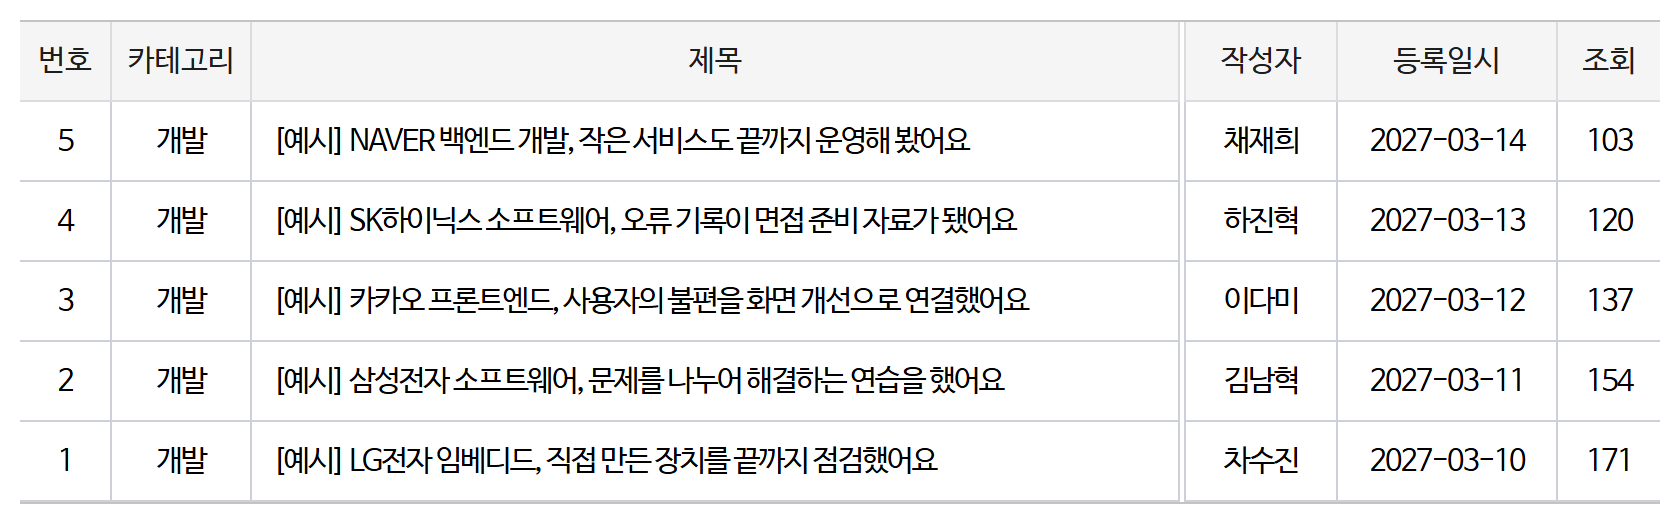 번호 카테고리 제목 작성자 등록일시 조회
5 개발 [예시] NAVER 백엔드 개발, 작은 서비스도 끝까지 운영해 봤어요 채재희 2027-03-14 103
4 개발 [예시] SK하이닉스 소프트웨어, 오류 기록이 면접 준비 자료가 됐어요 하진혁 2027-03-13 120
3 개발 [예시] 카카오 프론트엔드, 사용자의 불편을 화면 개선으로 연결했어요 이다미 2027-03-12 137
2 개발 [예시] 삼성전자 소프트웨어, 문제를 나누어 해결하는 연습을 했어요 김남혁 2027-03-11 154
1 개발 [예시] LG전자 임베디드, 직접 만든 장치를 끝까지 점검했어요 차수진 2027-03-10 171